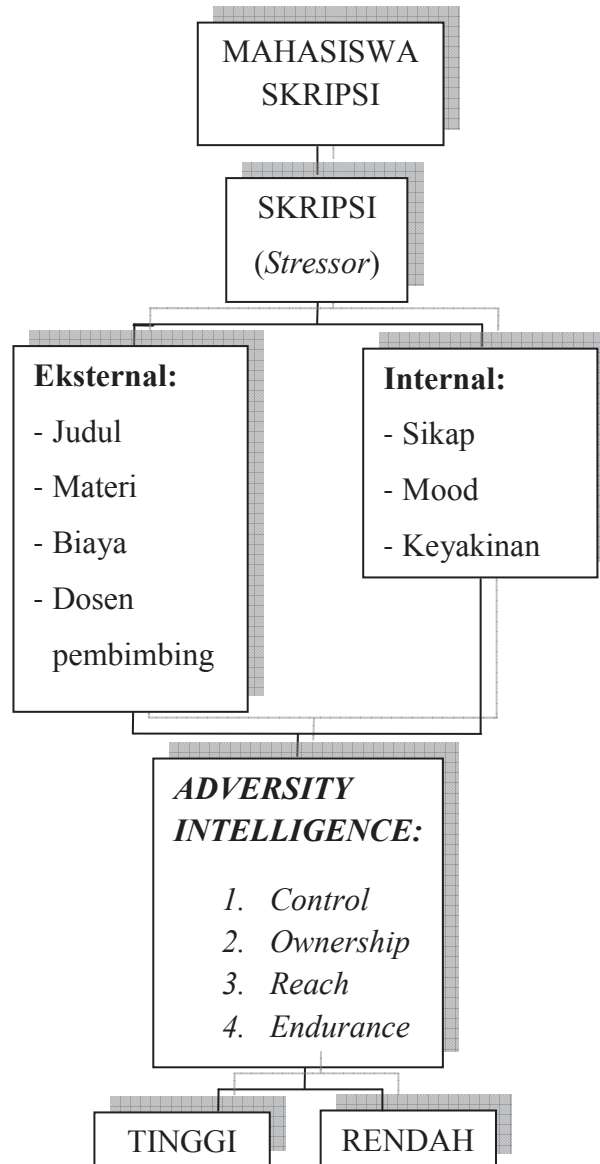 MAHASISWA
SKRIPSI
SKRIPSI
(Stressor)
Eksternal:
- Judul
- Materi
- Biaya
- Dosen
pembimbing
Internal:
- Sikap
- Mood
- Keyakinan
ADVERSITY
INTELLIGENCE:
1. Control
2. Ownership
3. Reach
4. Endurance
TINGGI
RENDAH